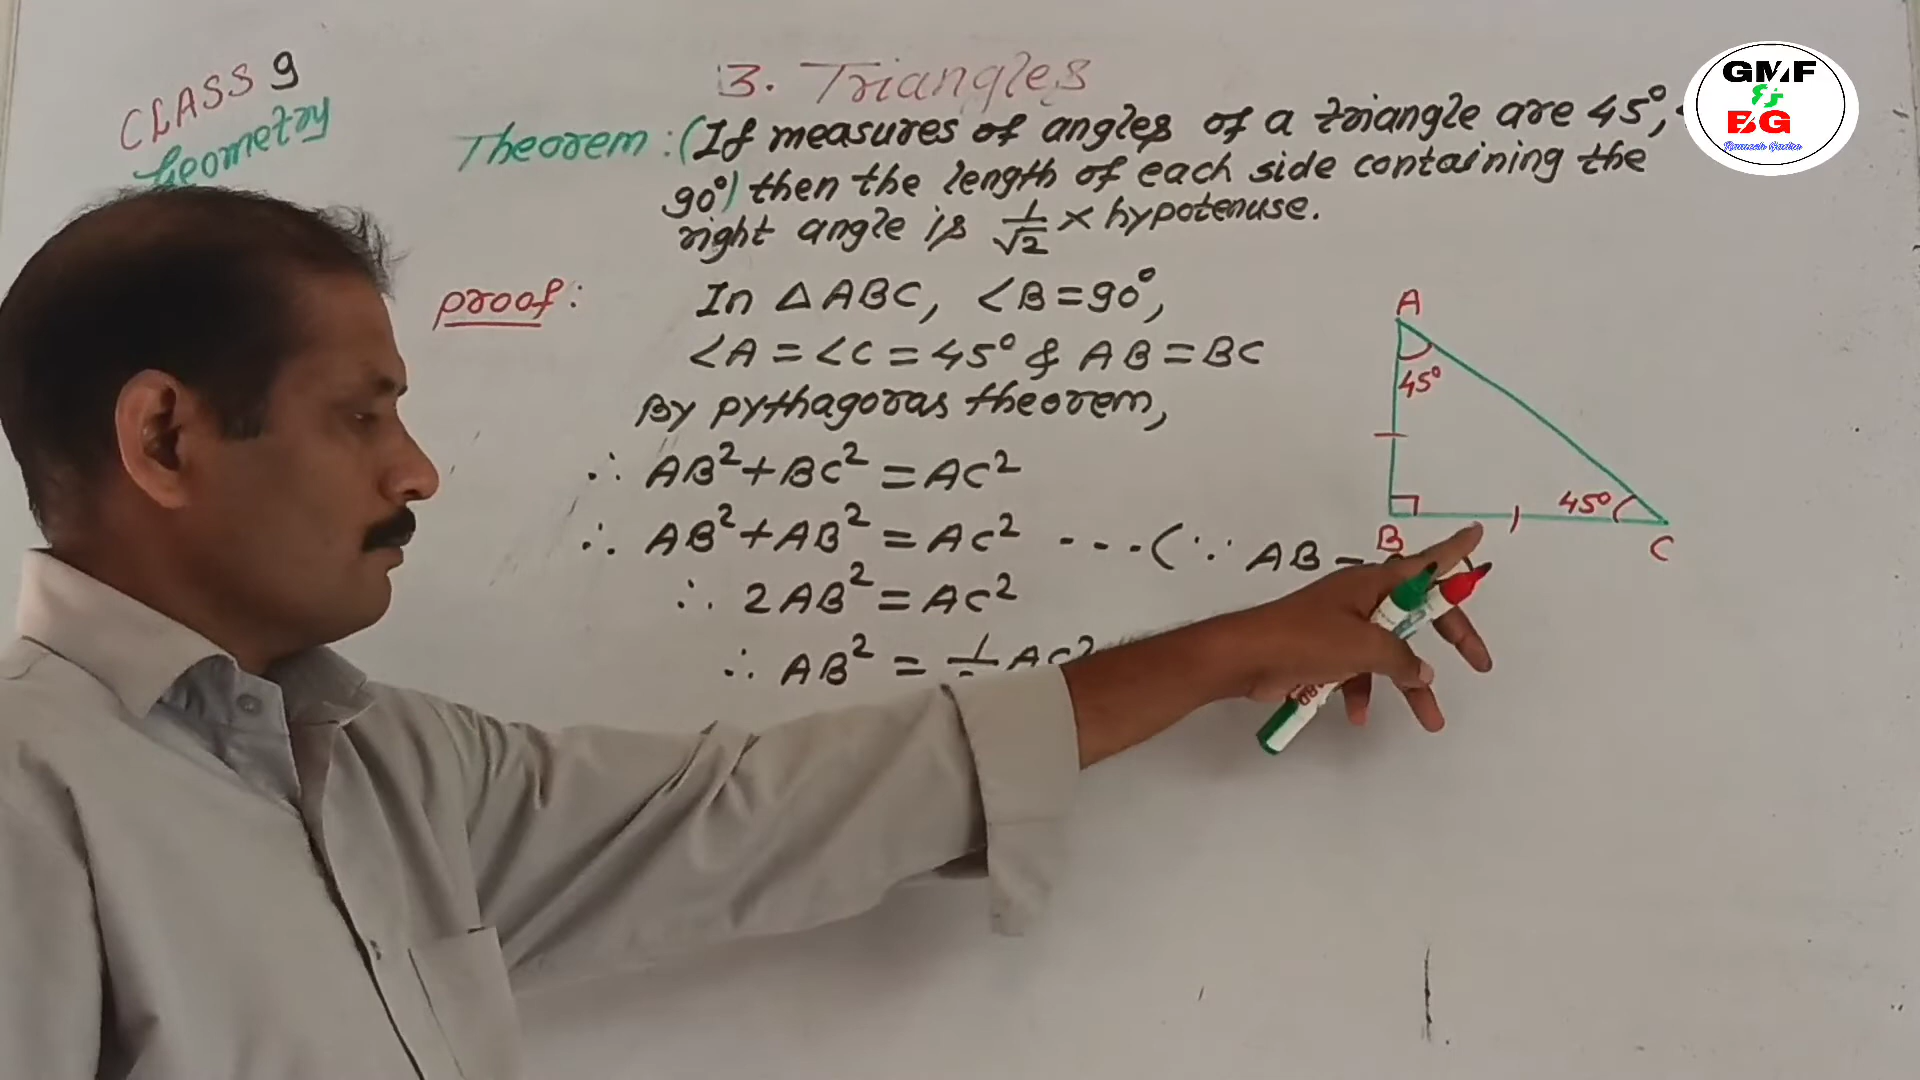 CLASS 9
Geometry
3. Triangles
Theorem: (If measures of angles of a triangle are 45°,
90°) then the length of each side containing the
right angle is 1/√2 × hypotenuse.
proof:
In △ABC, ∠B = 90°,
∠A = ∠C = 45° & AB = BC
By pythagoras theorem,
∴ AB² + BC² = AC²
∴ AB² + AB² = AC² ---(∵ AB =
∴ 2AB² = AC²
∴ AB² = 1 AC²
A
45°
45°
B
C
GMF
BG